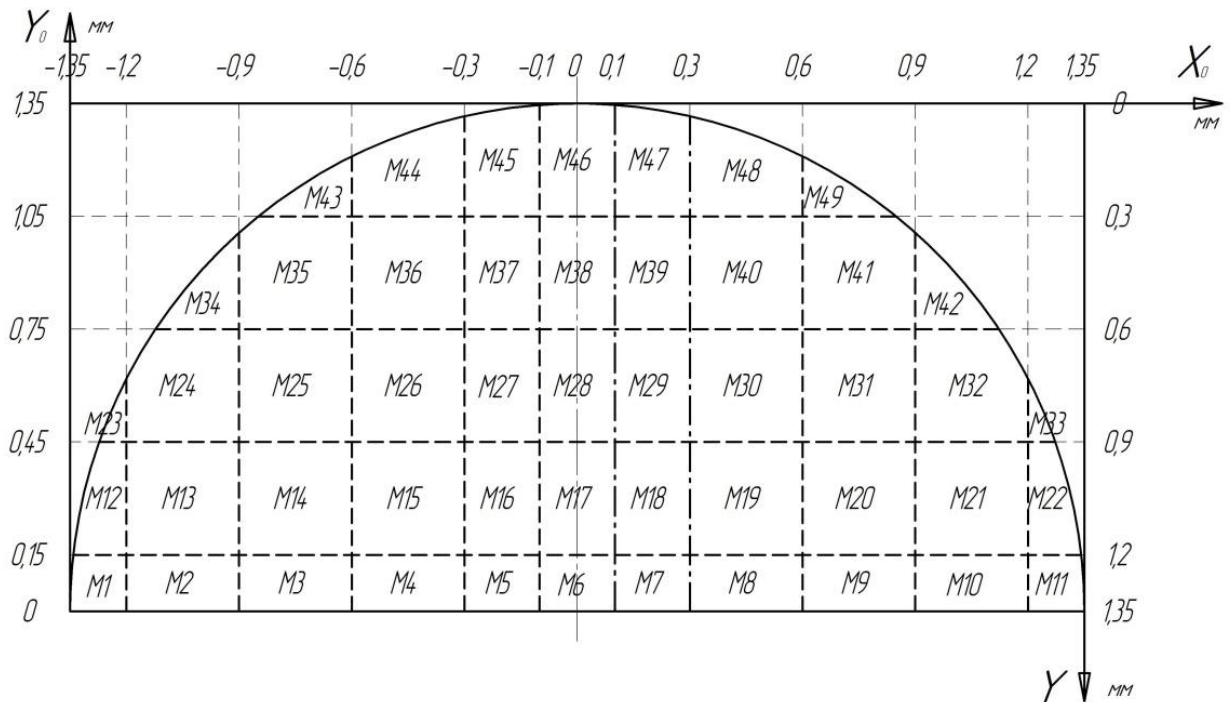 Y₀ мм
-1,35 -1,2 -0,9 -0,6 -0,3 -0,1 0 0,1 0,3 0,6 0,9 1,2 1,35 X₀
мм
1,35 0
M44 M45 M46 M47 M48
M43 M49
1,05 0,3
M35 M36 M37 M38 M39 M40 M41
M34 M42
0,75 0,6
M24 M25 M26 M27 M28 M29 M30 M31 M32
M23 M33
0,45 0,9
M12 M13 M14 M15 M16 M17 M18 M19 M20 M21 M22
0,15 1,2
M1 M2 M3 M4 M5 M6 M7 M8 M9 M10 M11
0 1,35
Y мм